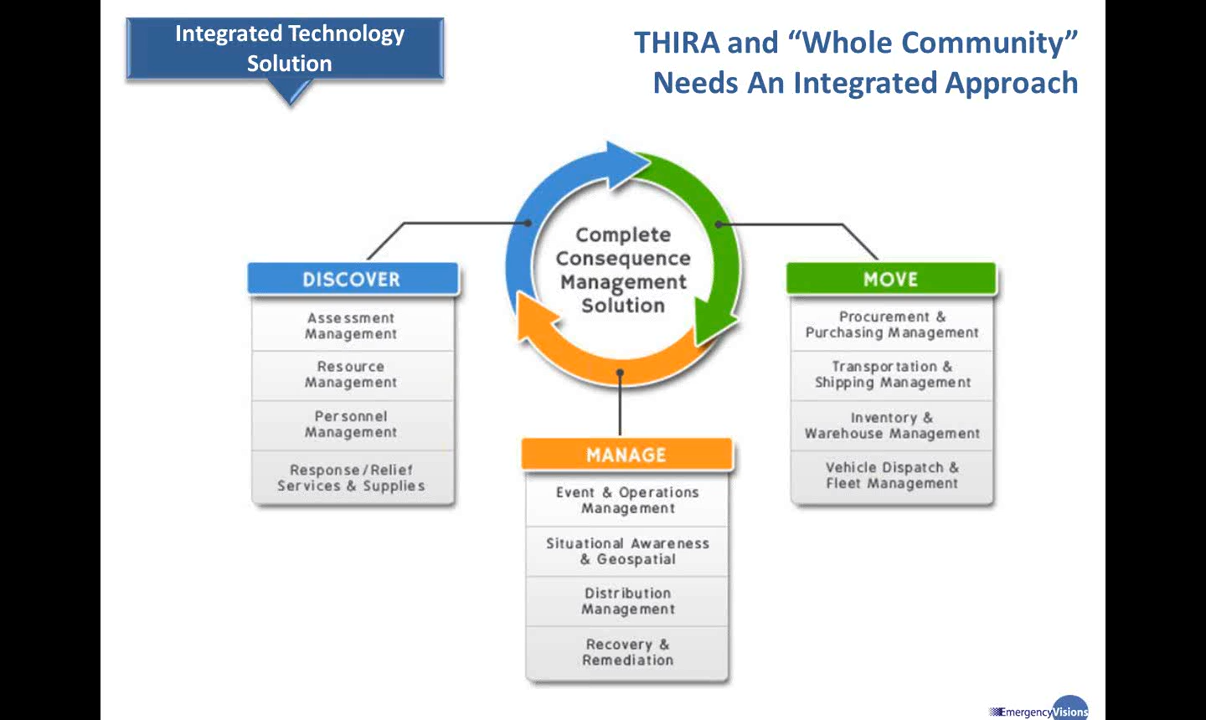 Integrated Technology
Solution
THIRA and “Whole Community”
Needs An Integrated Approach
Complete
Consequence
Management
Solution
DISCOVER
Assessment
Management
Resource
Management
Personnel
Management
Response/Relief
Services & Supplies
MANAGE
Event & Operations
Management
Situational Awareness
& Geospatial
Distribution
Management
Recovery &
Remediation
MOVE
Procurement &
Purchasing Management
Transportation &
Shipping Management
Inventory &
Warehouse Management
Vehicle Dispatch &
Fleet Management
EmergencyVisions